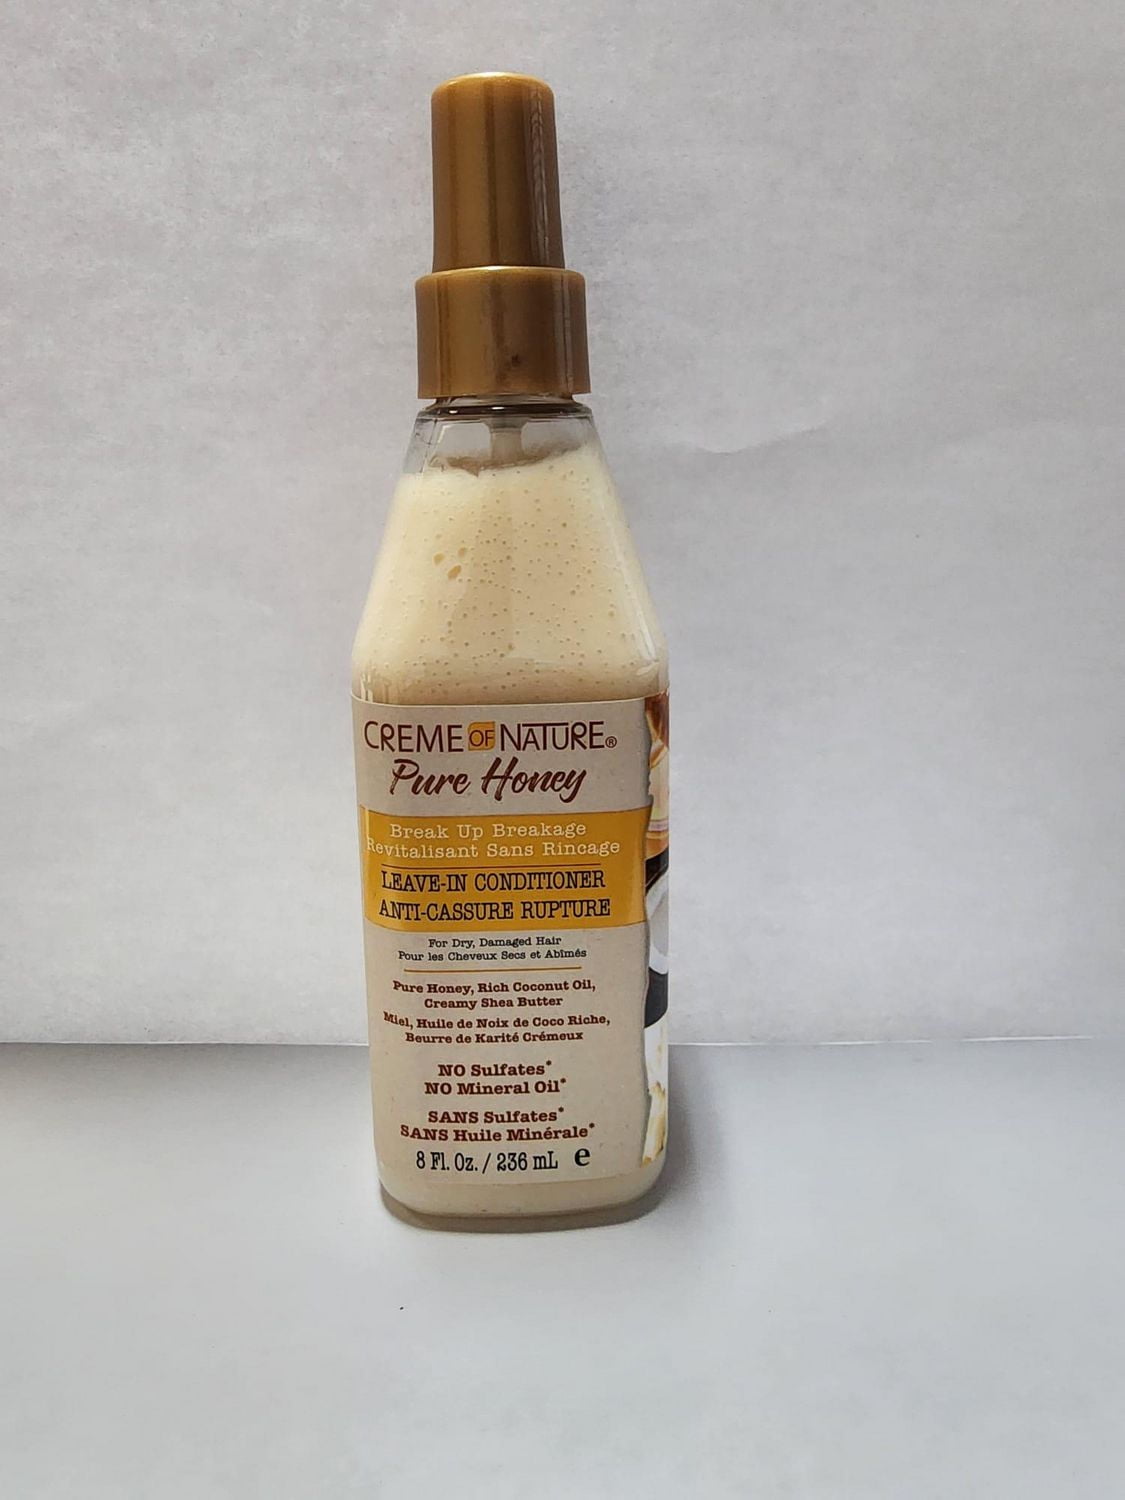 CREME OF NATURE®
Pure Honey
Break Up Breakage
Revitalisant Sans Rincage
LEAVE-IN CONDITIONER
ANTI-CASSURE RUPTURE
For Dry, Damaged Hair
Pour les Cheveux Secs et Abîmés
Pure Honey, Rich Coconut Oil,
Creamy Shea Butter
Miel, Huile de Noix de Coco Riche,
Beurre de Karité Crémeux
NO Sulfates*
NO Mineral Oil*
SANS Sulfates*
SANS Huile Minérale*
8 Fl. Oz. / 236 mL e